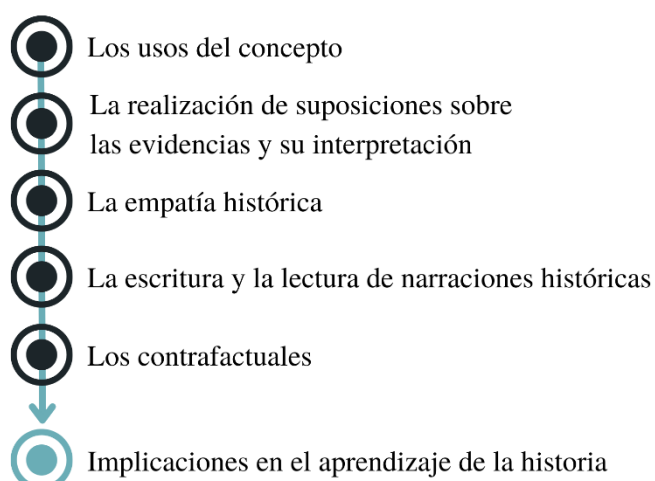 Los usos del concepto
La realización de suposiciones sobre
las evidencias y su interpretación
La empatía histórica
La escritura y la lectura de narraciones históricas
Los contrafactuales
Implicaciones en el aprendizaje de la historia